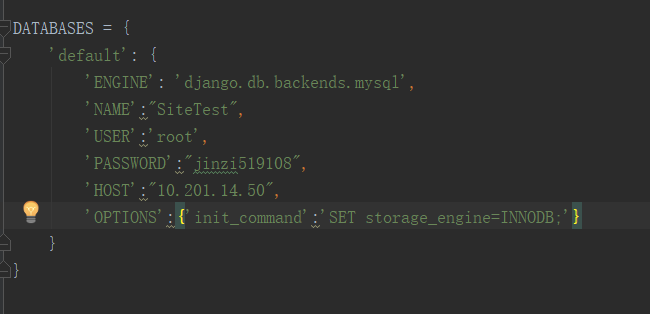 DATABASES = {
'default': {
'ENGINE': 'django.db.backends.mysql',
'NAME':"SiteTest",
'USER':'root',
'PASSWORD':"jinzi519108",
'HOST':"10.201.14.50",
'OPTIONS':{'init_command':'SET storage_engine=INNODB;'}
}
}